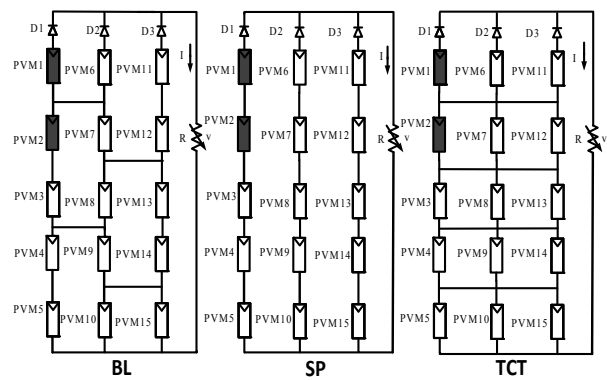 D1 D2 D3
PVM1 PVM6 PVM11 I
PVM2 PVM7 PVM12 R v
PVM3 PVM8 PVM13
PVM4 PVM9 PVM14
PVM5 PVM10 PVM15
BL
D1 D2 D3
PVM1 PVM6 PVM11 I
PVM2 PVM7 PVM12 R v
PVM3 PVM8 PVM13
PVM4 PVM9 PVM14
PVM5 PVM10 PVM15
SP
D1 D2 D3
PVM1 PVM6 PVM11 I
PVM2 PVM7 PVM12 R v
PVM3 PVM8 PVM13
PVM4 PVM9 PVM14
PVM5 PVM10 PVM15
TCT